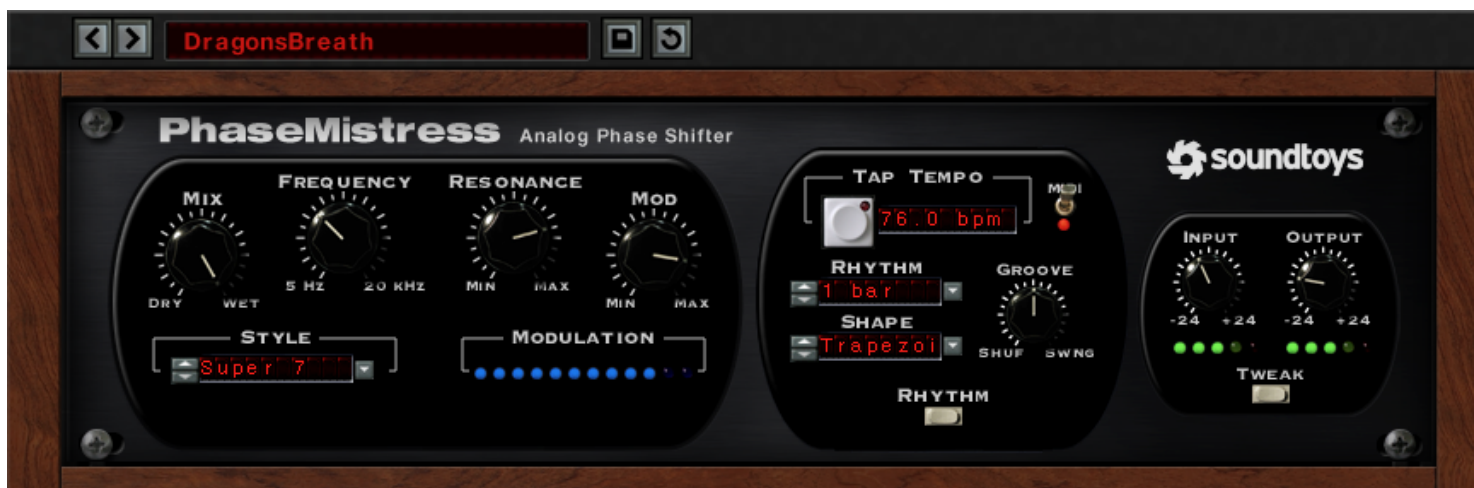 DragonsBreath
PhaseMistress Analog Phase Shifter
soundtoys
MIX
FREQUENCY
RESONANCE
MOD
DRY WET
5 HZ 20 KHZ
MIN MAX
MIN MAX
STYLE
Super 7
MODULATION
TAP TEMPO
76.0 bpm
MIDI
RHYTHM
1 bar
SHAPE
Trapezoi
GROOVE
SHUF SWNG
RHYTHM
INPUT
OUTPUT
-24 +24
-24 +24
TWEAK